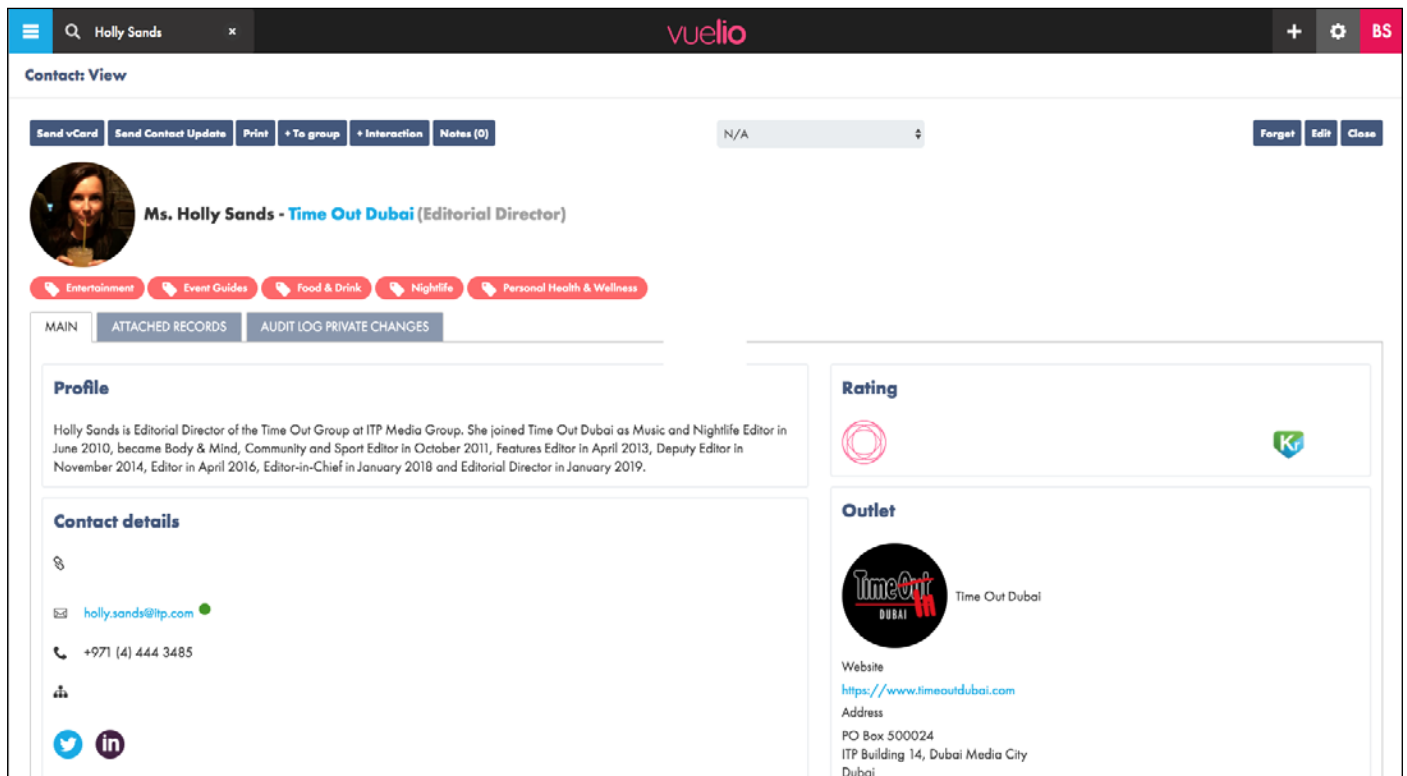 Holly Sands ×
vuelio
+ BS
Contact: View
Send vCard Send Contact Update Print + To group + Interaction Notes (0)
N/A
Forget Edit Close
Ms. Holly Sands - Time Out Dubai (Editorial Director)
Entertainment Event Guides Food & Drink Nightlife Personal Health & Wellness
MAIN ATTACHED RECORDS AUDIT LOG PRIVATE CHANGES
Profile
Holly Sands is Editorial Director of the Time Out Group at ITP Media Group. She joined Time Out Dubai as Music and Nightlife Editor in
June 2010, became Body & Mind, Community and Sport Editor in October 2011, Features Editor in April 2013, Deputy Editor in
November 2014, Editor in April 2016, Editor-in-Chief in January 2018 and Editorial Director in January 2019.
Contact details
holly.sands@itp.com
+971 (4) 444 3485
in
Rating
Kr
Outlet
Time Out
in
DUBAI
Time Out Dubai
Website
https://www.timeoutdubai.com
Address
PO Box 500024
ITP Building 14, Dubai Media City
Dubai